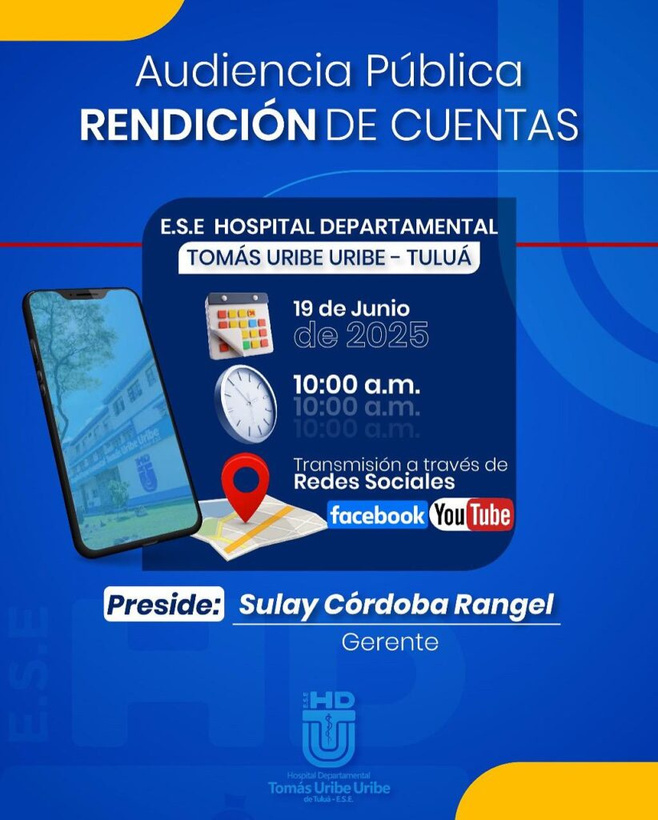 Audiencia Pública
RENDICIÓN DE CUENTAS
E.S.E HOSPITAL DEPARTAMENTAL
TOMÁS URIBE URIBE - TULUÁ
19 de Junio
de 2025
10:00 a.m.
10:00 a.m.
10:00 a.m.
Transmisión a través de
Redes Sociales
facebook YouTube
Preside: Sulay Córdoba Rangel
Gerente
E.S.E
HD
E.S.E HD
Hospital Departamental
Tomás Uribe Uribe
de Tuluá - E.S.E.